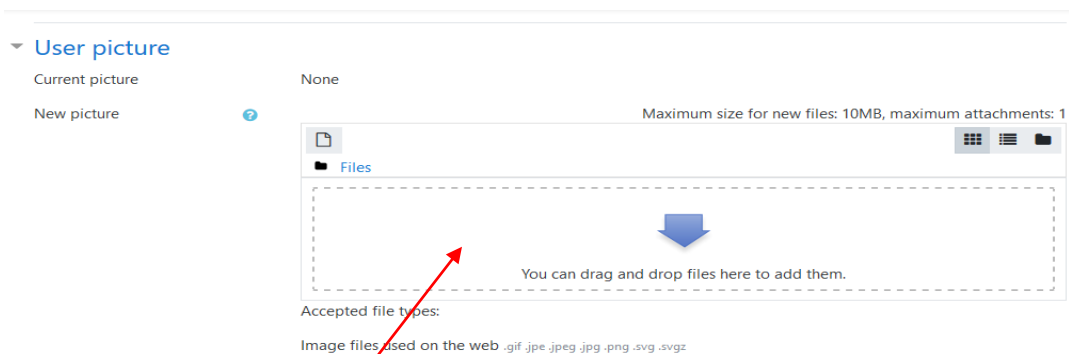 User picture
Current picture None
New picture ? Maximum size for new files: 10MB, maximum attachments: 1
Files
You can drag and drop files here to add them.
Accepted file types:
Image files used on the web .gif .jpe .jpeg .jpg .png .svg .svgz